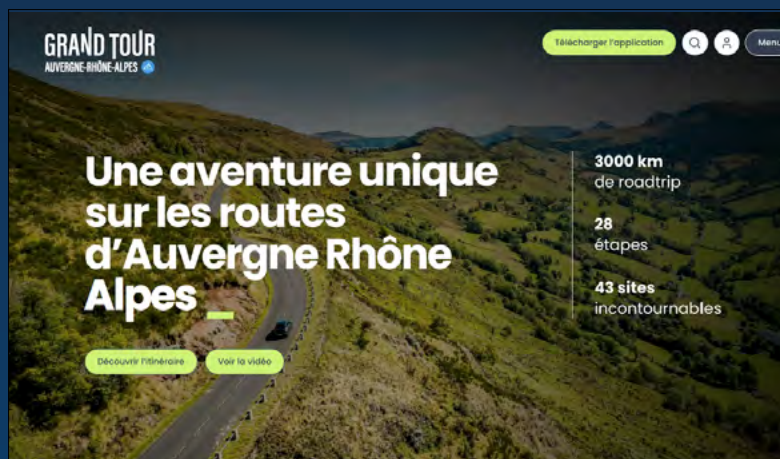 GRAND TOUR
AUVERGNE-RHÔNE-ALPES
Télécharger l'application
Menu
Une aventure unique
sur les routes
d'Auvergne Rhône
Alpes _
3000 km
de roadtrip
28
étapes
43 sites
incontournables
Découvrir l'itinéraire
Voir la vidéo